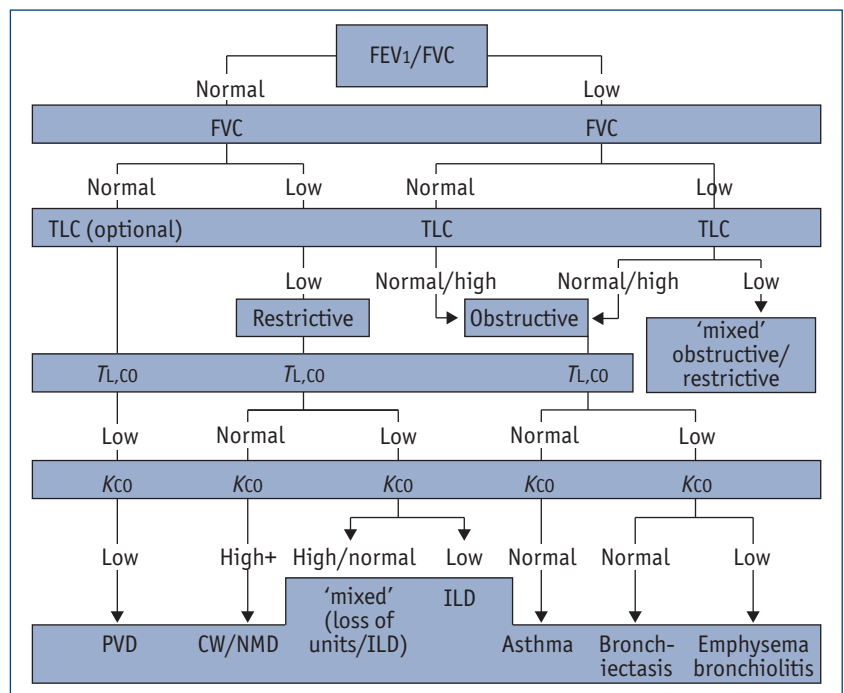 FEV1/FVC
Normal Low
FVC FVC
Normal Low Normal Low
TLC (optional) TLC TLC
Low Normal/high Normal/high Low
Restrictive Obstructive
'mixed'
obstructive/
restrictive
TL,CO TL,CO TL,CO
Low Normal Low Normal Low
KCO KCO KCO KCO KCO
Low High+ High/normal Low Normal Normal Low
'mixed'
(loss of
units/ILD)
ILD
PVD CW/NMD Asthma
Bronch-
iectasis
Emphysema
bronchiolitis